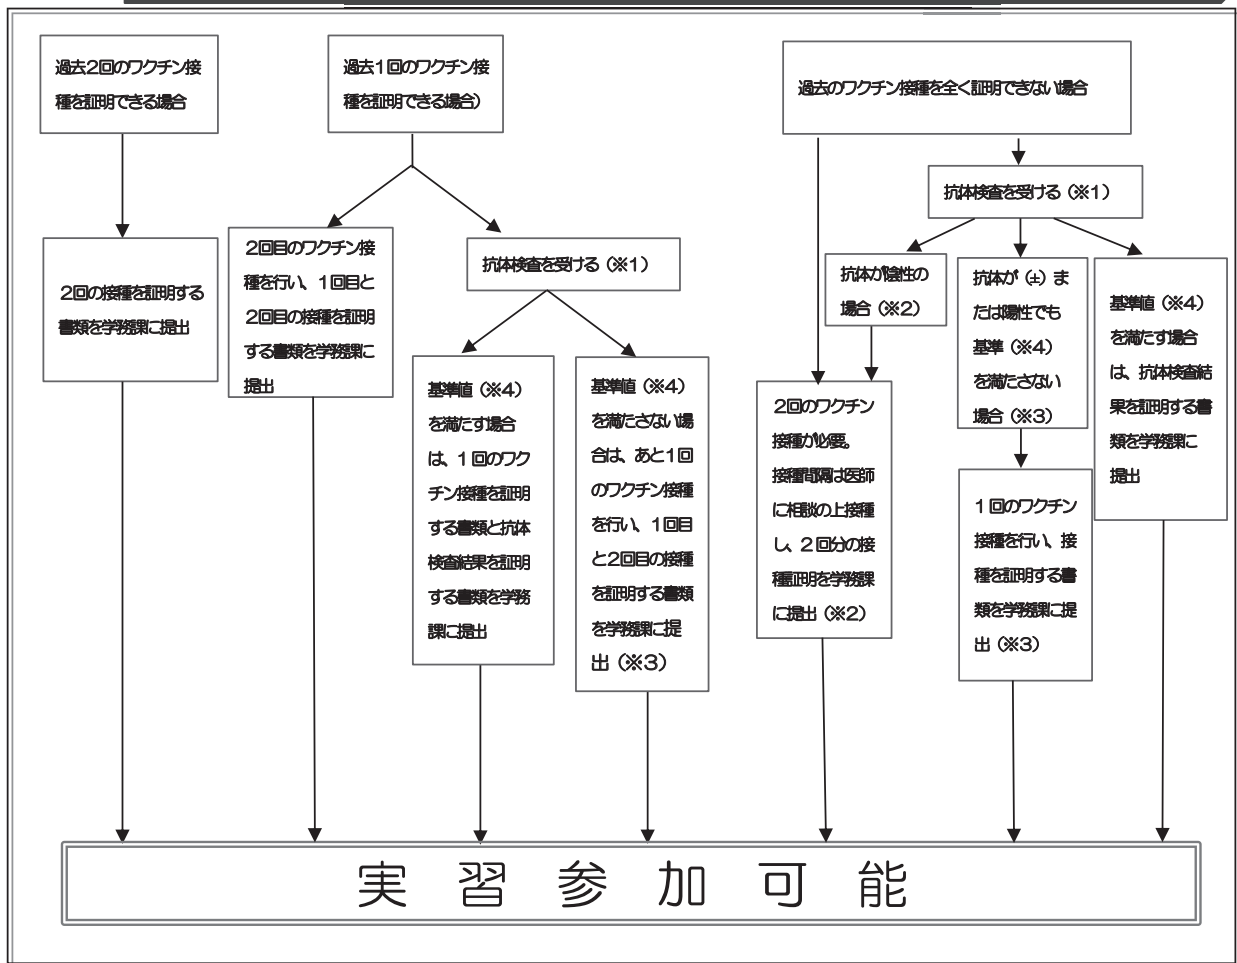 過去2回のワクチン接
種を証明できる場合
過去1回のワクチン接
種を証明できる場合)
過去のワクチン接種を全く証明できない場合
抗体検査を受ける（※1）
2回の接種を証明する
書類を学務課に提出
2回目のワクチン接
種を行い、1回目と
2回目の接種を証明
する書類を学務課に
提出
抗体検査を受ける（※1）
抗体が陰性の
場合（※2）
抗体が（±）ま
たは陽性でも
基準（※4）
を満たさない
場合（※3）
基準値（※4）
を満たす場合
は、抗体検査結
果を証明する書
類を学務課に
提出
基準値（※4）
を満たす場合
は、1回のワク
チン接種を証明
する書類と抗体
検査結果を証明
する書類を学務
課に提出
基準値（※4）
を満たさない場
合は、あと1回
のワクチン接種
を行い、1回目
と2回目の接種
を証明する書類
を学務課に提
出（※3）
2回のワクチン
接種が必要。
接種間隔は医師
に相談の上接種
し、2回分の接
種証明を学務課
に提出（※2）
1回のワクチン
接種を行い、接
種を証明する書
類を学務課に提
出（※3）
実習参加可能